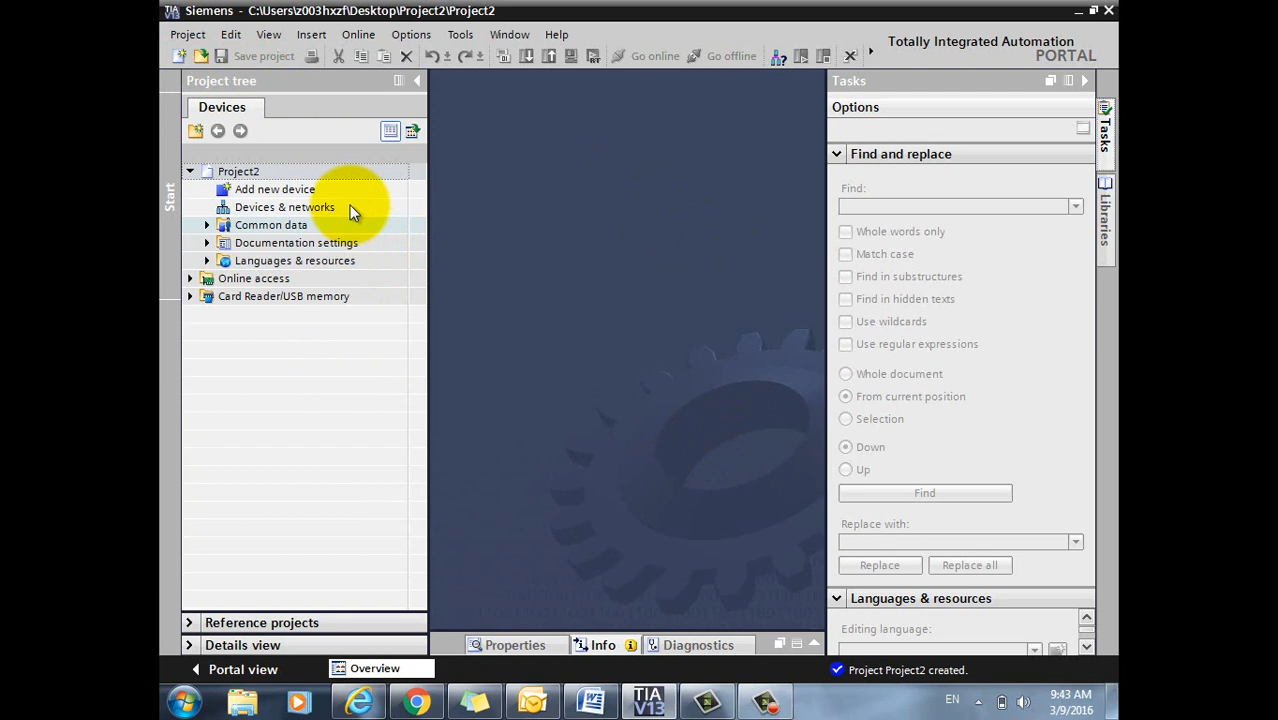 TIA V13 Siemens - C:\Users\z003hxzf\Desktop\Project2\Project2
Project Edit View Insert Online Options Tools Window Help
Totally Integrated Automation
PORTAL
Save project Go online Go offline
Project tree
Devices
Start
Project2
Add new device
Devices & networks
Common data
Documentation settings
Languages & resources
Online access
Card Reader/USB memory
Reference projects
Details view
Tasks
Options
Find and replace
Find:
Whole words only
Match case
Find in substructures
Find in hidden texts
Use wildcards
Use regular expressions
Whole document
From current position
Selection
Down
Up
Find
Replace with:
Replace Replace all
Languages & resources
Editing language:
Tasks
Libraries
Properties Info Diagnostics
Portal view Overview
Project Project2 created.
TIA V13
EN
9:43 AM
3/9/2016